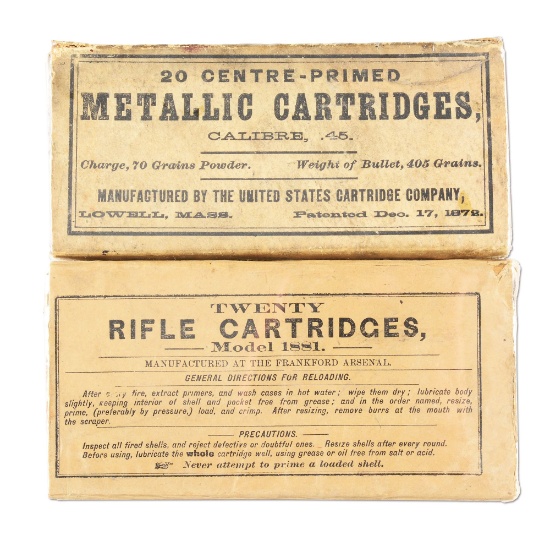 20 CENTRE-PRIMED
METALLIC CARTRIDGES,
CALIBRE, .45.
Charge, 70 Grains Powder. Weight of Bullet, 405 Grains.
MANUFACTURED BY THE UNITED STATES CARTRIDGE COMPANY,
LOWELL, MASS. Patented Dec. 17, 1872.
TWENTY
RIFLE CARTRIDGES,
Model 1881.
MANUFACTURED AT THE FRANKFORD ARSENAL.
GENERAL DIRECTIONS FOR RELOADING.
After fire, extract primers, and wash cases in hot water; wipe them dry; lubricate body
slightly, keeping interior of shell and pocket free from grease; and in the order named, resize,
prime, (preferably by pressure,) load, and crimp. After resizing, remove burrs at the mouth with
the scraper.
PRECAUTIONS.
Inspect all fired shells, and reject defective or doubtful ones. Resize shells after every round.
Before using, lubricate the whole cartridge well, using grease or oil free from salt or acid.
☞ Never attempt to prime a loaded shell.